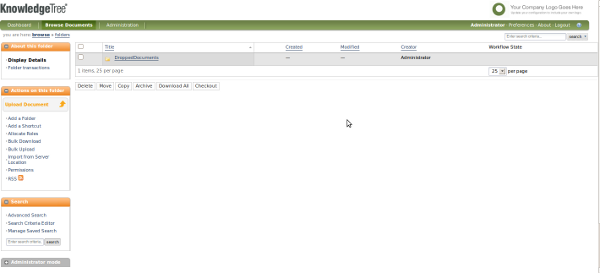 KnowledgeTree
Your Company Logo Goes Here
Dashboard Browse Documents Administration
Administrator · Preferences About Logout
you are here: browse » folders
search
About this folder
Display Details
Folder transactions
Actions on this folder
Upload Document
Add a Folder
Add a Shortcut
Allocate Roles
Bulk Download
Bulk Upload
Import from Server
Location
Permissions
RSS
Search
Advanced Search
Search Criteria Editor
Manage Saved Search
Enter search criteria... search
Administrator mode
Title Created Modified Creator Workflow State
DroppedDocuments — — Administrator
1 items, 25 per page
25 per page
Delete Move Copy Archive Download All Checkout